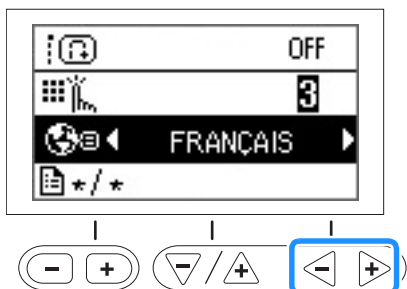 OFF
3
FRANÇAIS
*/*
- + -/+ - +